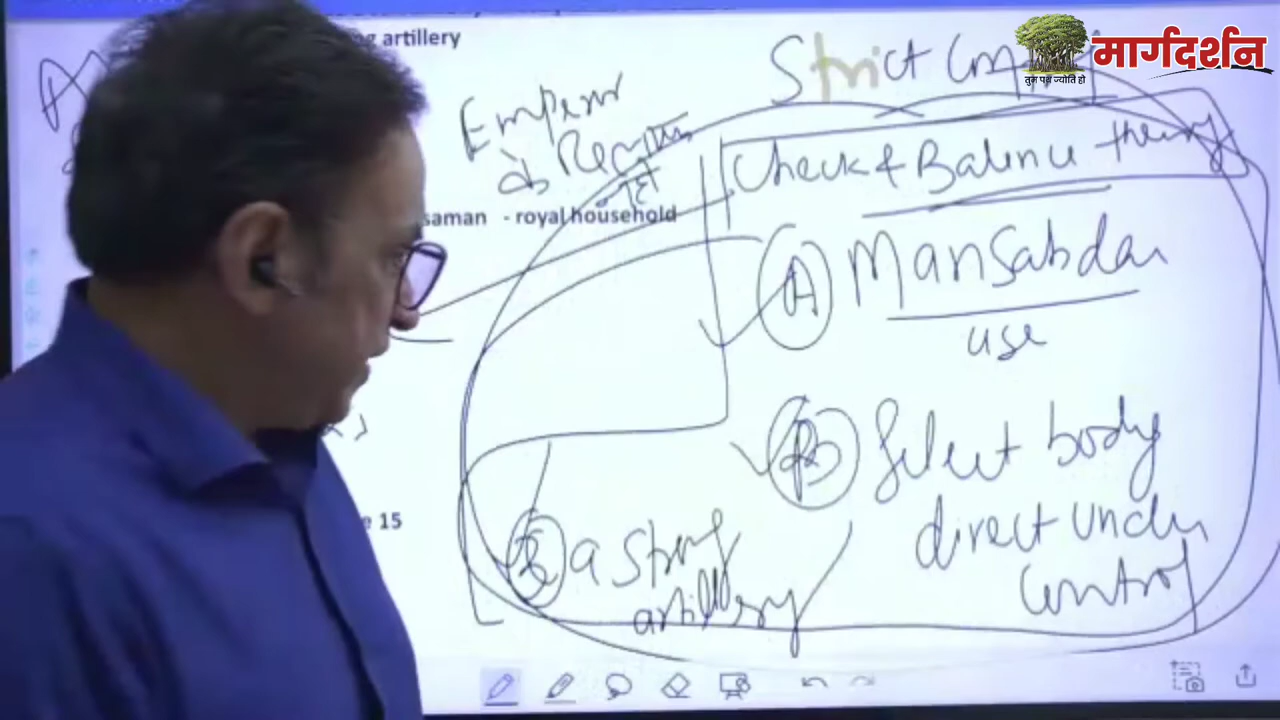 मार्गदर्शन
तुम पथ ज्योति हो
artillery
Strict
Emperor
Check & Balance theory
saman - royal household
(A) Mansabdar
use
(B) Select body
direct under
control
15
a strong
artillery